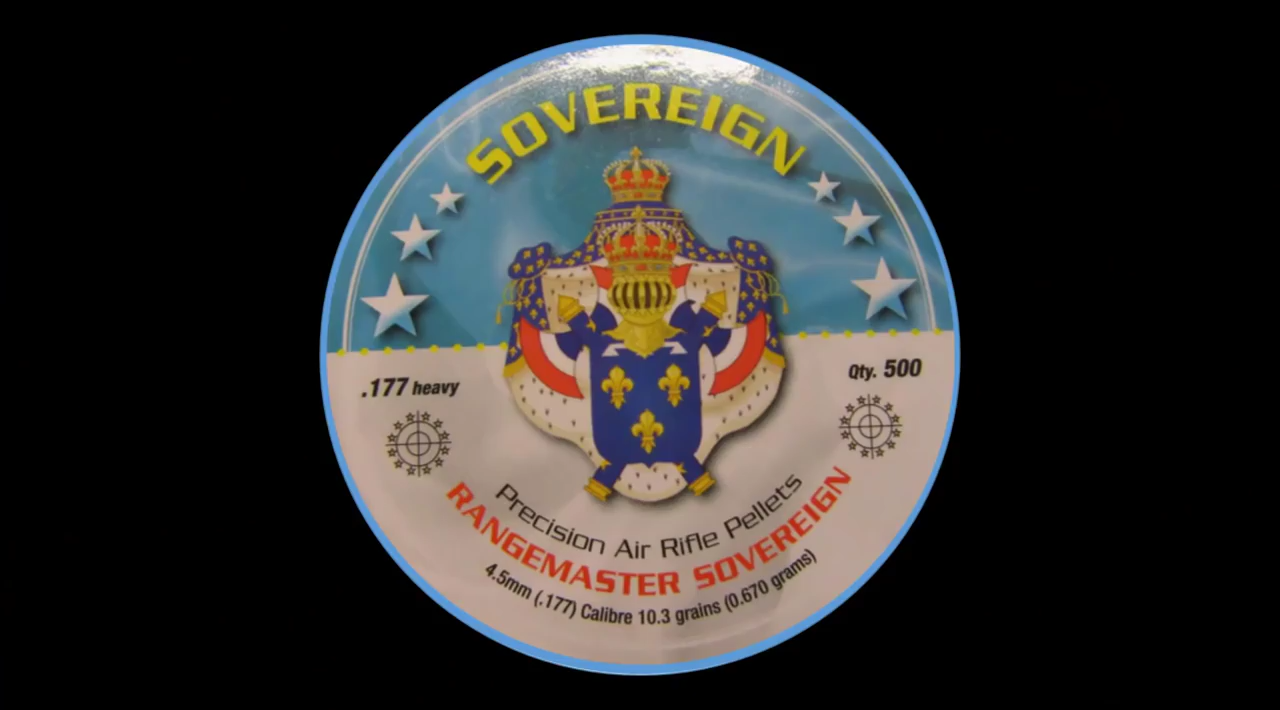 SOVEREIGN
.177 heavy
Qty. 500
Precision Air Rifle Pellets
RANGEMASTER SOVEREIGN
4.5mm (.177) Calibre 10.3 grains (0.670 grams)